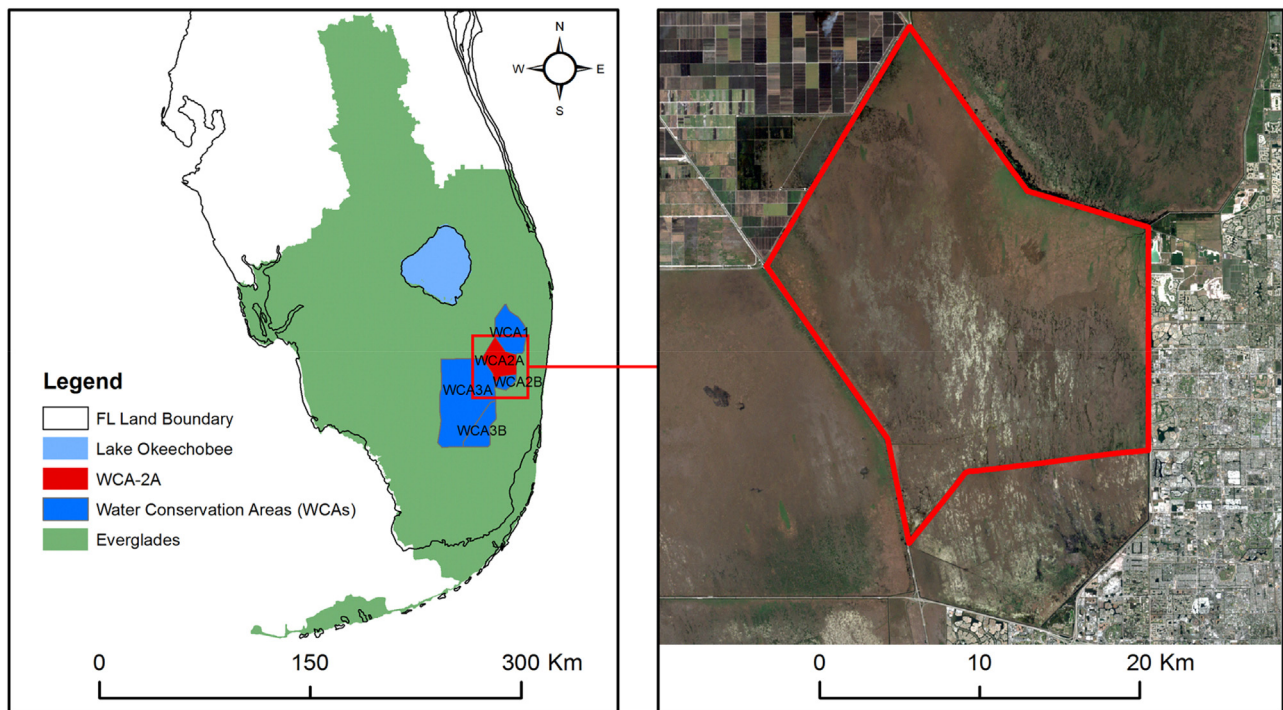 N
W E
S
WCA1
WCA2A
WCA2B
WCA3A
WCA3B
Legend
FL Land Boundary
Lake Okeechobee
WCA-2A
Water Conservation Areas (WCAs)
Everglades
0 150 300 Km
0 10 20 Km